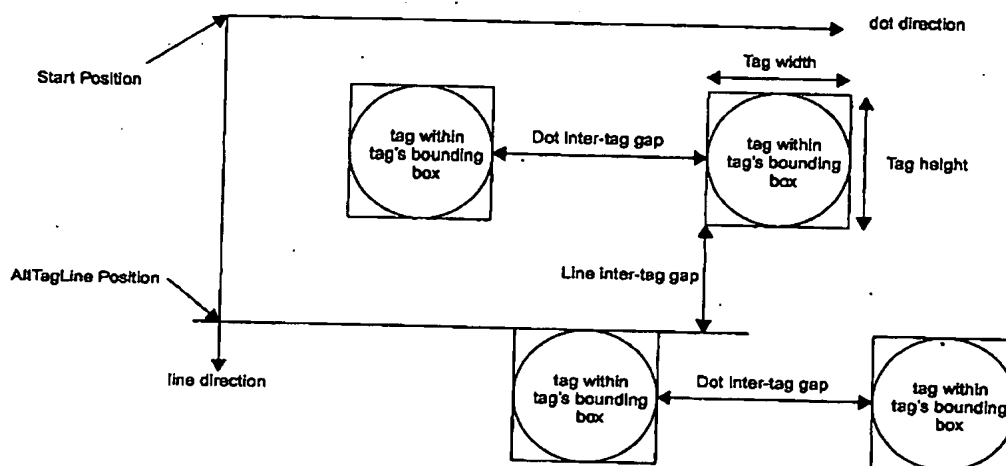 dot direction
Start Position
Tag width
tag within
tag's bounding
box
Dot inter-tag gap
tag within
tag's bounding
box
Tag height
AltTagLine Position
Line inter-tag gap
line direction
tag within
tag's bounding
box
Dot inter-tag gap
tag within
tag's bounding
box